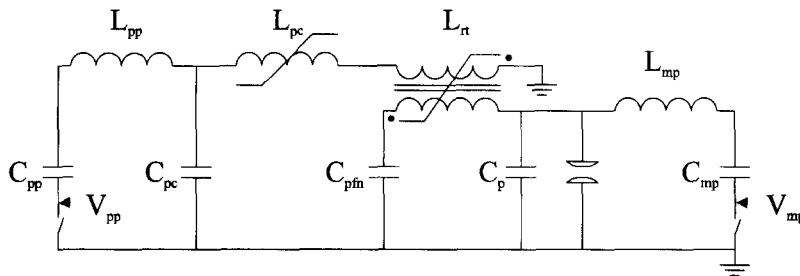 L_pp
L_pc
L_rt
L_mp
C_pp
C_pc
C_pfn
C_p
C_mp
V_pp
V_mp